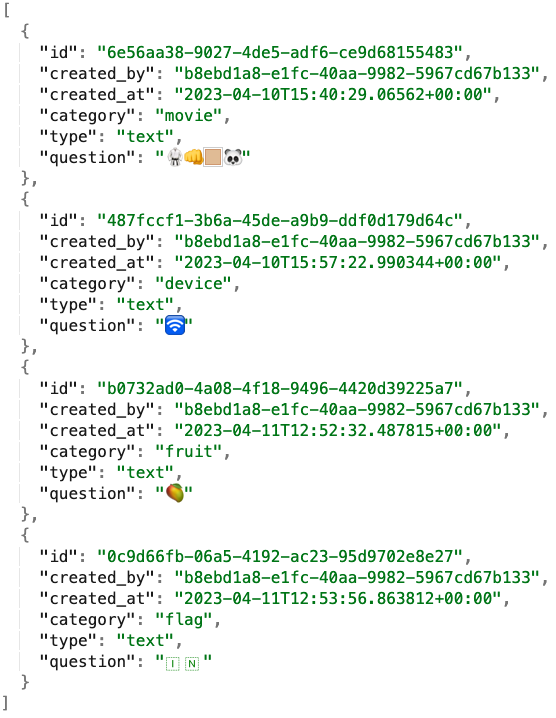 [
{
"id": "6e56aa38-9027-4de5-adf6-ce9d68155483",
"created_by": "b8ebd1a8-e1fc-40aa-9982-5967cd67b133",
"created_at": "2023-04-10T15:40:29.06562+00:00",
"category": "movie",
"type": "text",
"question": "🥋👊🏼🐼"
},
{
"id": "487fccf1-3b6a-45de-a9b9-ddf0d179d64c",
"created_by": "b8ebd1a8-e1fc-40aa-9982-5967cd67b133",
"created_at": "2023-04-10T15:57:22.990344+00:00",
"category": "device",
"type": "text",
"question": "🛜"
},
{
"id": "b0732ad0-4a08-4f18-9496-4420d39225a7",
"created_by": "b8ebd1a8-e1fc-40aa-9982-5967cd67b133",
"created_at": "2023-04-11T12:52:32.487815+00:00",
"category": "fruit",
"type": "text",
"question": "🥭"
},
{
"id": "0c9d66fb-06a5-4192-ac23-95d9702e8e27",
"created_by": "b8ebd1a8-e1fc-40aa-9982-5967cd67b133",
"created_at": "2023-04-11T12:53:56.863812+00:00",
"category": "flag",
"type": "text",
"question": "🇮 🇳 "
}
]